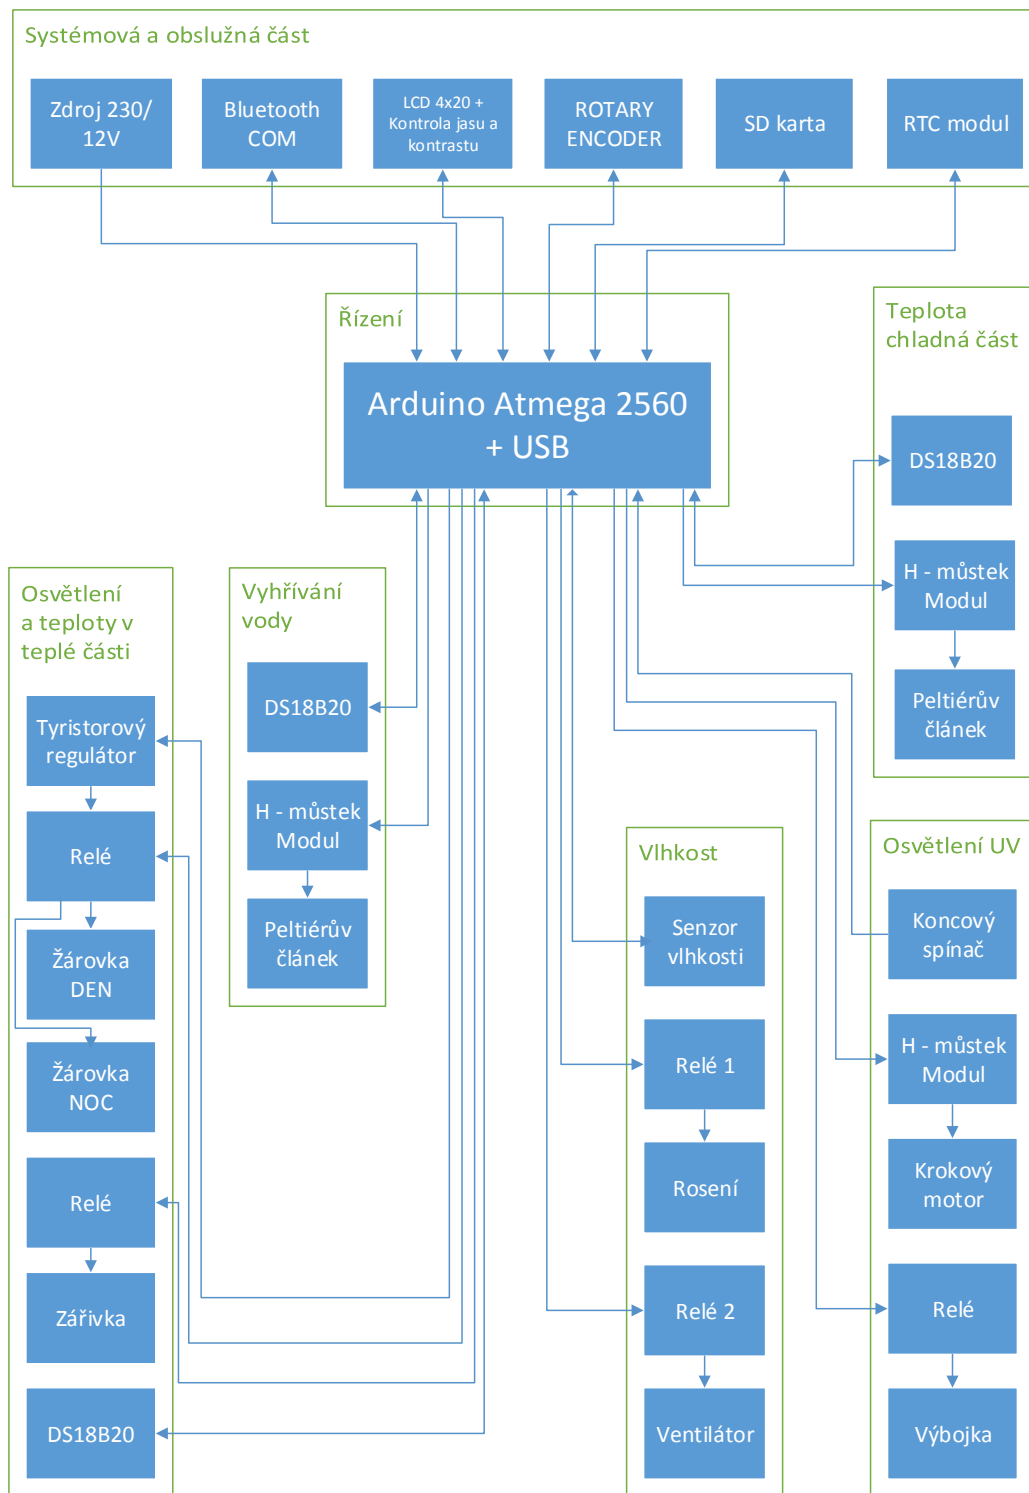 Systémová a obslužná část
Zdroj 230/
12V
Bluetooth
COM
LCD 4x20 +
Kontrola jasu a
kontrastu
ROTARY
ENCODER
SD karta
RTC modul
Řízení
Arduino Atmega 2560
+ USB
Teplota
chladná část
DS18B20
H - můstek
Modul
Peltiérův
článek
Osvětlení
a teploty v
teplé části
Tyristorový
regulátor
Relé
Žárovka
DEN
Žárovka
NOC
Relé
Zářivka
DS18B20
Vyhřívání
vody
DS18B20
H - můstek
Modul
Peltiérův
článek
Vlhkost
Senzor
vlhkosti
Relé 1
Rosení
Relé 2
Ventilátor
Osvětlení UV
Koncový
spínač
H - můstek
Modul
Krokový
motor
Relé
Výbojka